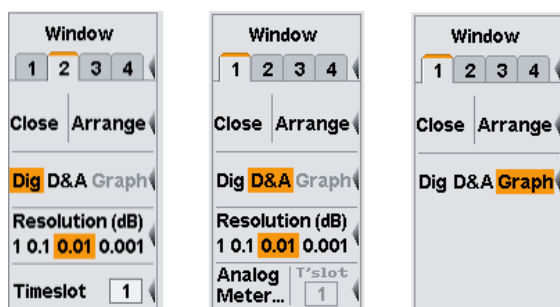 Window
1 2 3 4
Close Arrange
Dig D&A Graph
Resolution (dB)
1 0.1 0.01 0.001
Timeslot 1
Window
1 2 3 4
Close Arrange
Dig D&A Graph
Resolution (dB)
1 0.1 0.01 0.001
Analog T'slot
Meter... 1
Window
1 2 3 4
Close Arrange
Dig D&A Graph